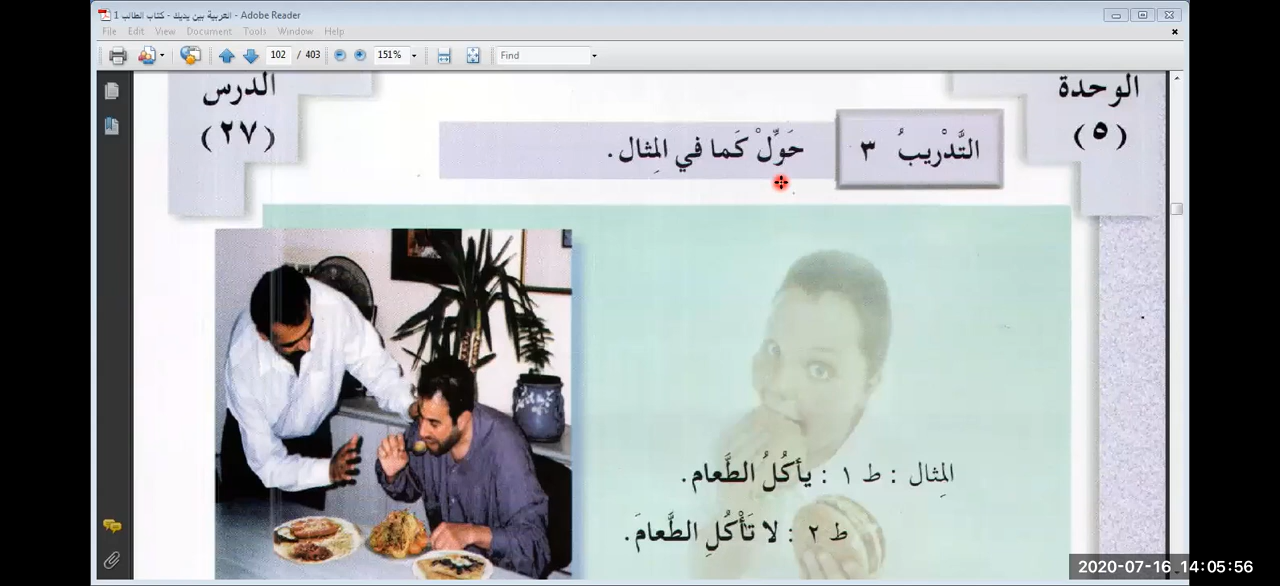 العربية بين يديك - كتاب الطالب 1 - Adobe Reader
File Edit View Document Tools Window Help
102 / 403 151% Find
الوحدة
(٥)
الدرس
(٢٧)
التَّدْريبُ ٣
حَوِّلْ كَما في المِثال .
المِثال : ط ١ : يأكُلُ الطَّعام .
ط ٢ : لا تَأْكُلِ الطَّعامَ .
2020-07-16 14:05:56